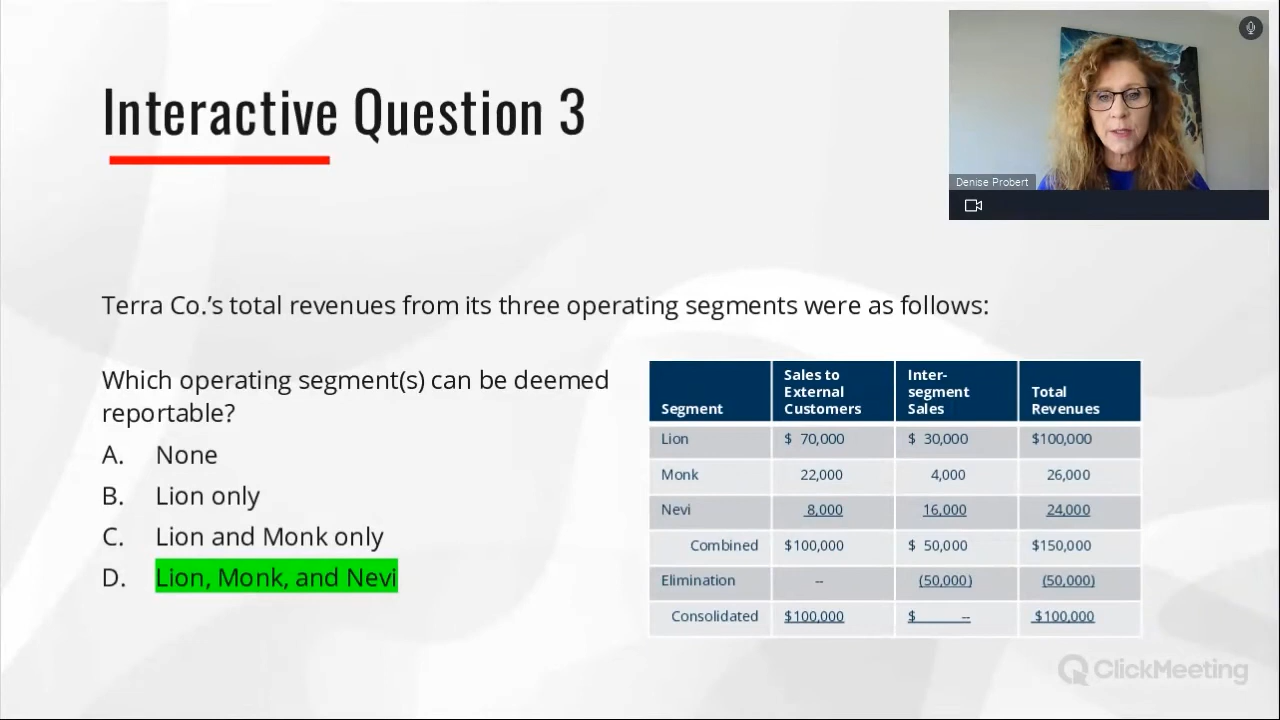 Interactive Question 3
Denise Probert
Terra Co.'s total revenues from its three operating segments were as follows:
Which operating segment(s) can be deemed
reportable?
A. None
B. Lion only
C. Lion and Monk only
D. Lion, Monk, and Nevi
Segment
Sales to
External
Customers
Inter-
segment
Sales
Total
Revenues
Lion $ 70,000 $ 30,000 $100,000
Monk 22,000 4,000 26,000
Nevi 8,000 16,000 24,000
Combined $100,000 $ 50,000 $150,000
Elimination -- (50,000) (50,000)
Consolidated $100,000 $ -- $100,000
ClickMeeting